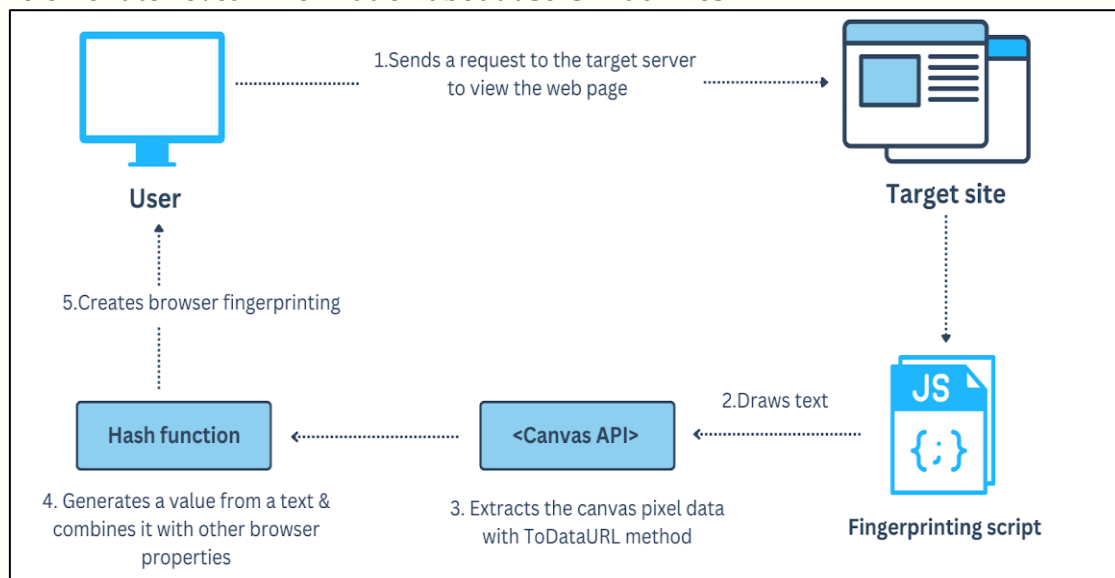 1.Sends a request to the target server
to view the web page
User
Target site
5.Creates browser fingerprinting
JS
{;}
2.Draws text
Hash function
<Canvas API>
4. Generates a value from a text &
combines it with other browser
properties
3. Extracts the canvas pixel data
with ToDataURL method
Fingerprinting script